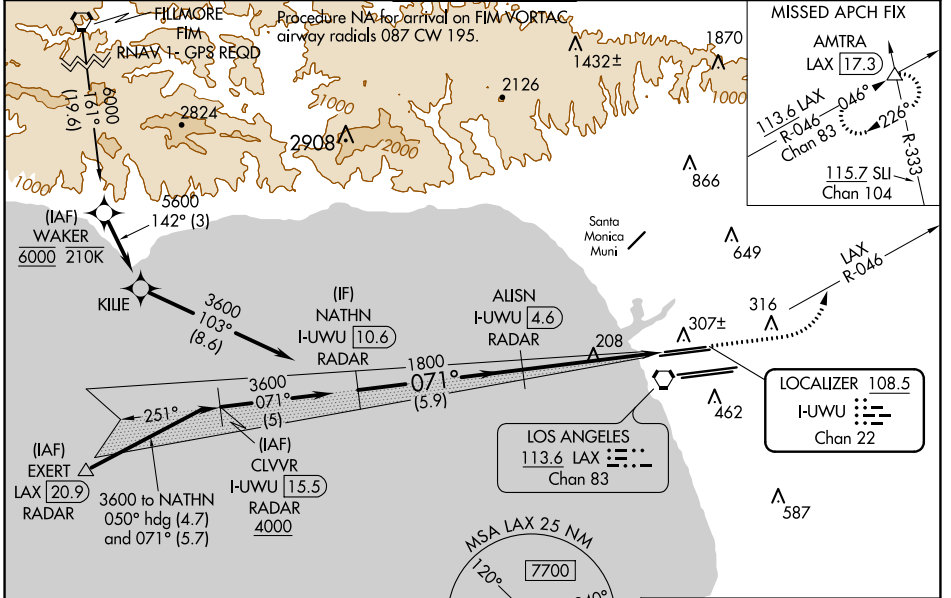 FILLMORE
FIM
RNAV 1- GPS REQD
Procedure NA for arrival on FIM VORTAC
airway radials 087 CW 195.
6000
161°
(19.6)
1000
2824
2908
2000
1000
2126
1432±
1870
1000
1000
MISSED APCH FIX
AMTRA
LAX 17.3
113.6 LAX
R-046
Chan 83
046°
226°
R-333
115.7 SLI
Chan 104
866
649
Santa
Monica
Muni
LAX
R-046
(IAF)
WAKER
6000 210K
5600
142° (3)
KILIE
3600
103°
(8.6)
(IF)
NATHN
I-UWU 10.6
RADAR
ALISN
I-UWU 4.6
RADAR
208
307±
316
1800
071°
(5.9)
3600
071°
(5)
251°
(IAF)
EXERT
LAX 20.9
RADAR
(IAF)
CLVVR
I-UWU 15.5
RADAR
4000
3600 to NATHN
050° hdg (4.7)
and 071° (5.7)
LOS ANGELES
113.6 LAX
Chan 83
462
LOCALIZER 108.5
I-UWU
Chan 22
587
MSA LAX 25 NM
120°
7700